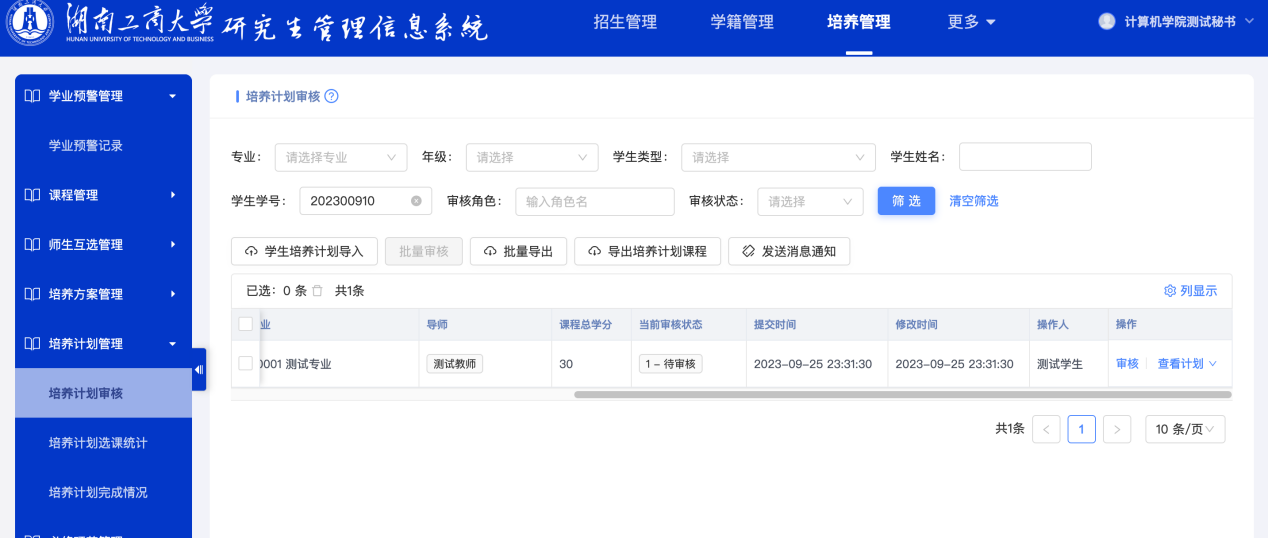 湖南工商大學 研究生管理信息系統
HUNAN UNIVERSITY OF TECHNOLOGY AND BUSINESS
招生管理 学籍管理 培养管理 更多
计算机学院测试秘书
学业预警管理
学业预警记录
课程管理
师生互选管理
培养方案管理
培养计划管理
培养计划审核
培养计划选课统计
培养计划完成情况
培养计划审核
专业： 请选择专业 年级： 请选择 学生类型： 请选择 学生姓名：
学生学号： 202300910 审核角色： 输入角色名 审核状态： 请选择 筛 选 清空筛选
学生培养计划导入 批量审核 批量导出 导出培养计划课程 发送消息通知
已选：0 条 共1条 列显示
业 导师 课程总学分 当前审核状态 提交时间 修改时间 操作人 操作
0001 测试专业 测试教师 30 1-待审核 2023-09-25 23:31:30 2023-09-25 23:31:30 测试学生 审核 查看计划
共1条 < 1 > 10 条/页